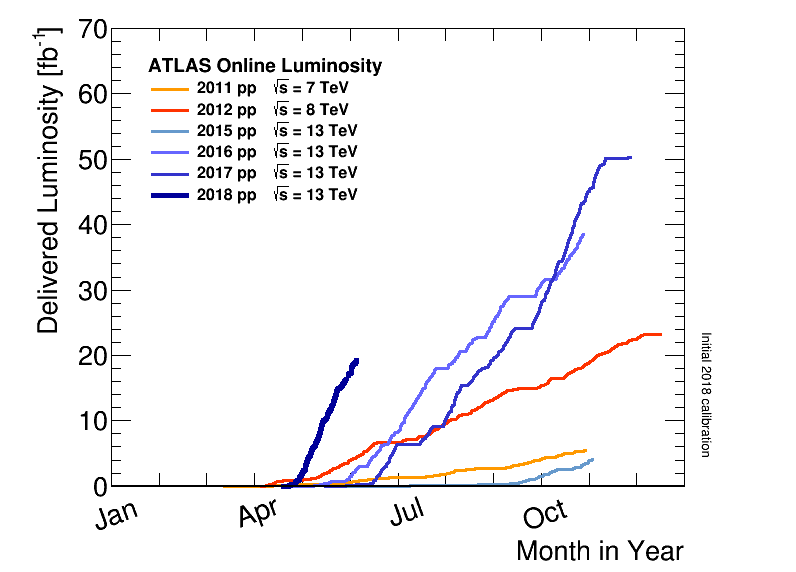 Delivered Luminosity [fb⁻¹]
70
60
50
40
30
20
10
0
ATLAS Online Luminosity
2011 pp √s = 7 TeV
2012 pp √s = 8 TeV
2015 pp √s = 13 TeV
2016 pp √s = 13 TeV
2017 pp √s = 13 TeV
2018 pp √s = 13 TeV
Initial 2018 calibration
Jan Apr Jul Oct
Month in Year